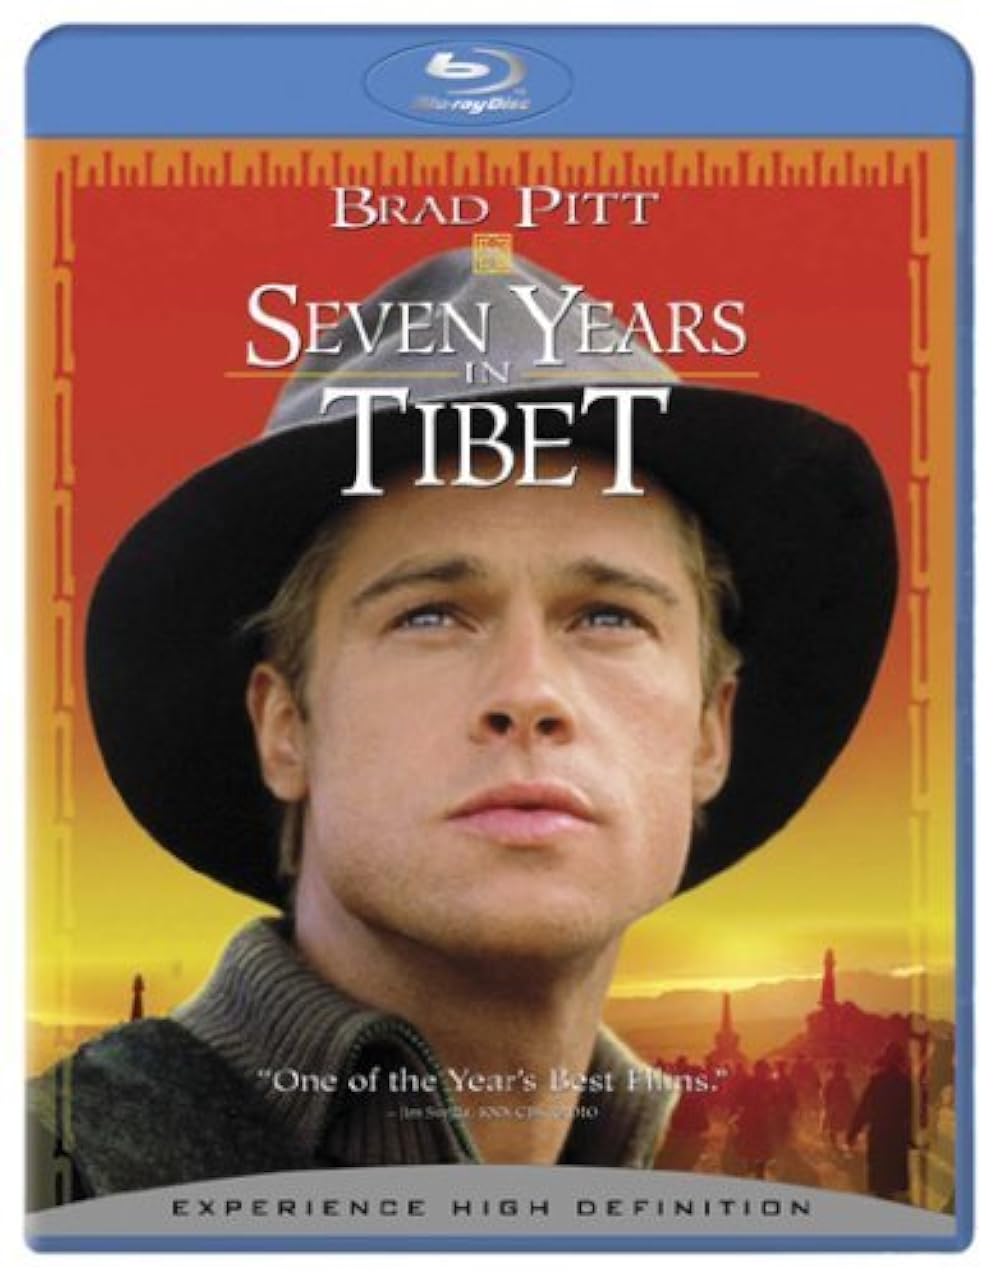 Blu-ray Disc
BRAD PITT
SEVEN YEARS
IN
TIBET
"One of the Year's Best Films."
EXPERIENCE HIGH DEFINITION